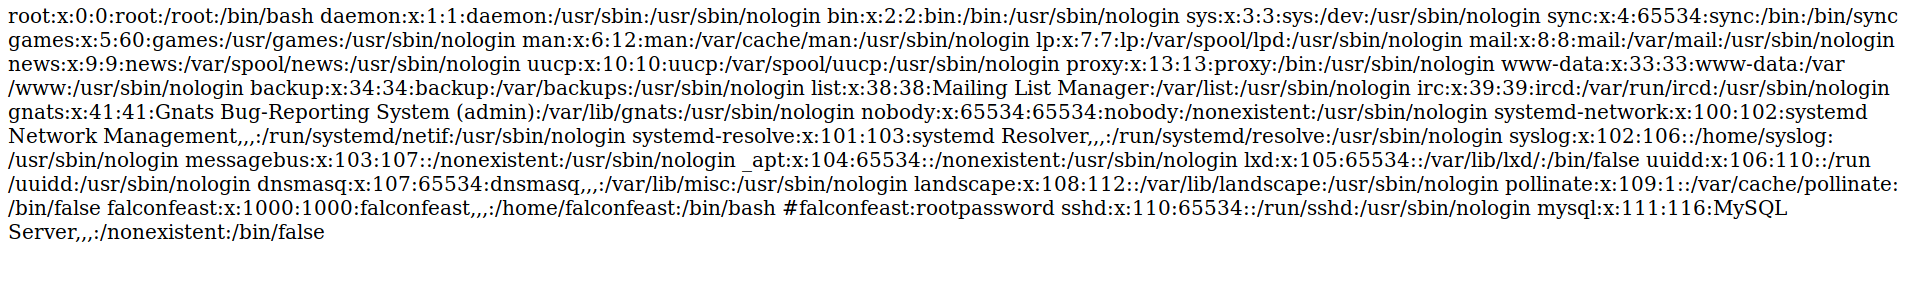 root:x:0:0:root:/root:/bin/bash daemon:x:1:1:daemon:/usr/sbin:/usr/sbin/nologin bin:x:2:2:bin:/bin:/usr/sbin/nologin sys:x:3:3:sys:/dev:/usr/sbin/nologin sync:x:4:65534:sync:/bin:/bin/sync
games:x:5:60:games:/usr/games:/usr/sbin/nologin man:x:6:12:man:/var/cache/man:/usr/sbin/nologin lp:x:7:7:lp:/var/spool/lpd:/usr/sbin/nologin mail:x:8:8:mail:/var/mail:/usr/sbin/nologin
news:x:9:9:news:/var/spool/news:/usr/sbin/nologin uucp:x:10:10:uucp:/var/spool/uucp:/usr/sbin/nologin proxy:x:13:13:proxy:/bin:/usr/sbin/nologin www-data:x:33:33:www-data:/var
/www:/usr/sbin/nologin backup:x:34:34:backup:/var/backups:/usr/sbin/nologin list:x:38:38:Mailing List Manager:/var/list:/usr/sbin/nologin irc:x:39:39:ircd:/var/run/ircd:/usr/sbin/nologin
gnats:x:41:41:Gnats Bug-Reporting System (admin):/var/lib/gnats:/usr/sbin/nologin nobody:x:65534:65534:nobody:/nonexistent:/usr/sbin/nologin systemd-network:x:100:102:systemd
Network Management,,,:/run/systemd/netif:/usr/sbin/nologin systemd-resolve:x:101:103:systemd Resolver,,,:/run/systemd/resolve:/usr/sbin/nologin syslog:x:102:106::/home/syslog:
/usr/sbin/nologin messagebus:x:103:107::/nonexistent:/usr/sbin/nologin _apt:x:104:65534::/nonexistent:/usr/sbin/nologin lxd:x:105:65534::/var/lib/lxd/:/bin/false uuidd:x:106:110::/run
/uuidd:/usr/sbin/nologin dnsmasq:x:107:65534:dnsmasq,,,:/var/lib/misc:/usr/sbin/nologin landscape:x:108:112::/var/lib/landscape:/usr/sbin/nologin pollinate:x:109:1::/var/cache/pollinate:
/bin/false falconfeast:x:1000:1000:falconfeast,,,:/home/falconfeast:/bin/bash #falconfeast:rootpassword sshd:x:110:65534::/run/sshd:/usr/sbin/nologin mysql:x:111:116:MySQL
Server,,,:/nonexistent:/bin/false